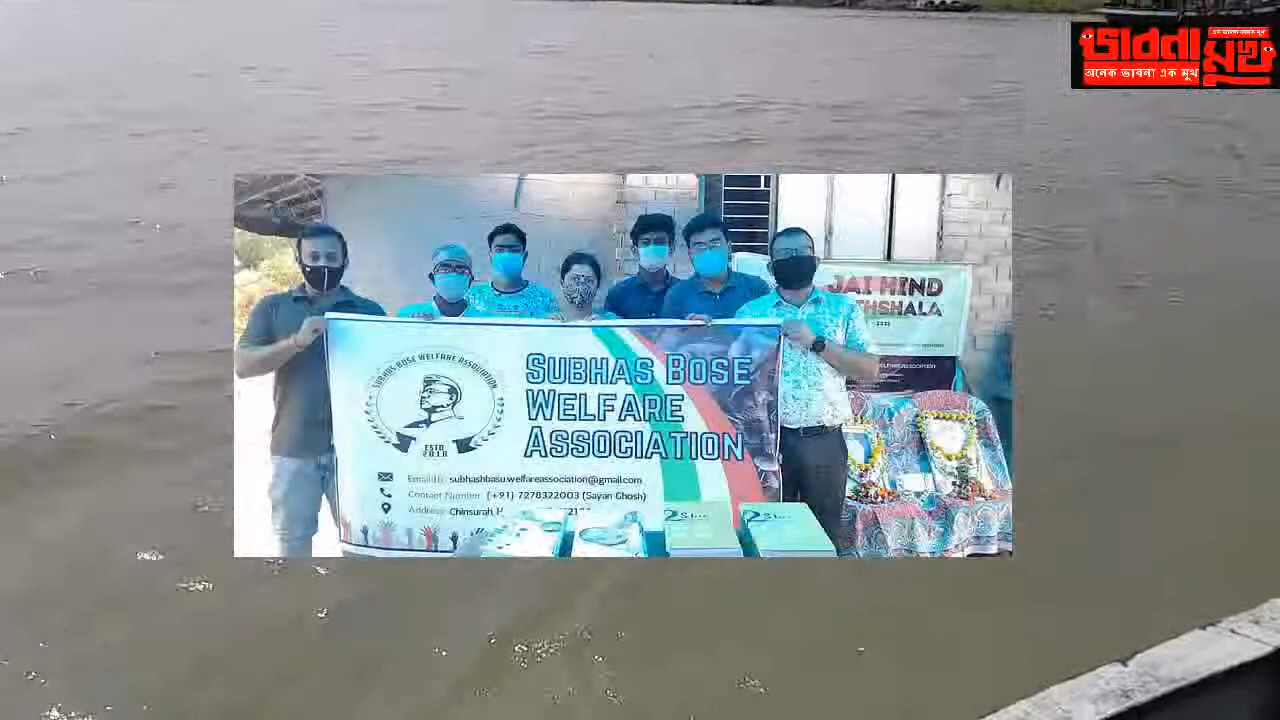 ভাবনা মুখ
অনেক ভাবনা এক মুখ
JAI HIND
THSHALA
SUBHAS BOSE WELFARE ASSOCIATION
ESTD
2018
SUBHAS BOSE
WELFARE
ASSOCIATION
Email ID: subhashbasu.welfareassociation@gmail.com
Contact Number: (+91) 7278322003 (Sayan Ghosh)
Address: Chinsurah, H